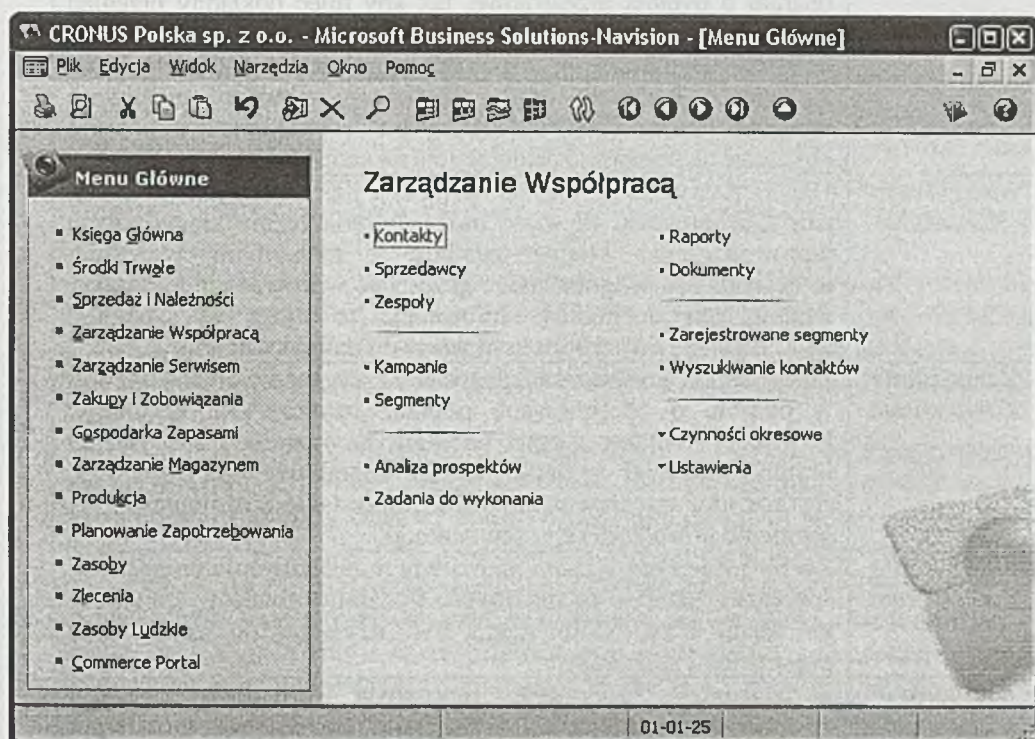 CRONUS Polska sp. z o.o. - Microsoft Business Solutions-Navision - [Menu Główne]
Plik Edycja Widok Narzędzia Okno Pomoc
Menu Główne
Księga Główna
Środki Trwałe
Sprzedaż i Należności
Zarządzanie Współpracą
Zarządzanie Serwisem
Zakupy i Zobowiązania
Gospodarka Zapasami
Zarządzanie Magazynem
Produkcja
Planowanie Zapotrzebowania
Zasoby
Zlecenia
Zasoby Ludzkie
Commerce Portal
Zarządzanie Współpracą
Kontakty
Sprzedawcy
Zespoły
Kampanie
Segmenty
Analiza prospektów
Zadania do wykonania
Raporty
Dokumenty
Zarejestrowane segmenty
Wyszukiwanie kontaktów
Czynności okresowe
Ustawienia
01-01-25